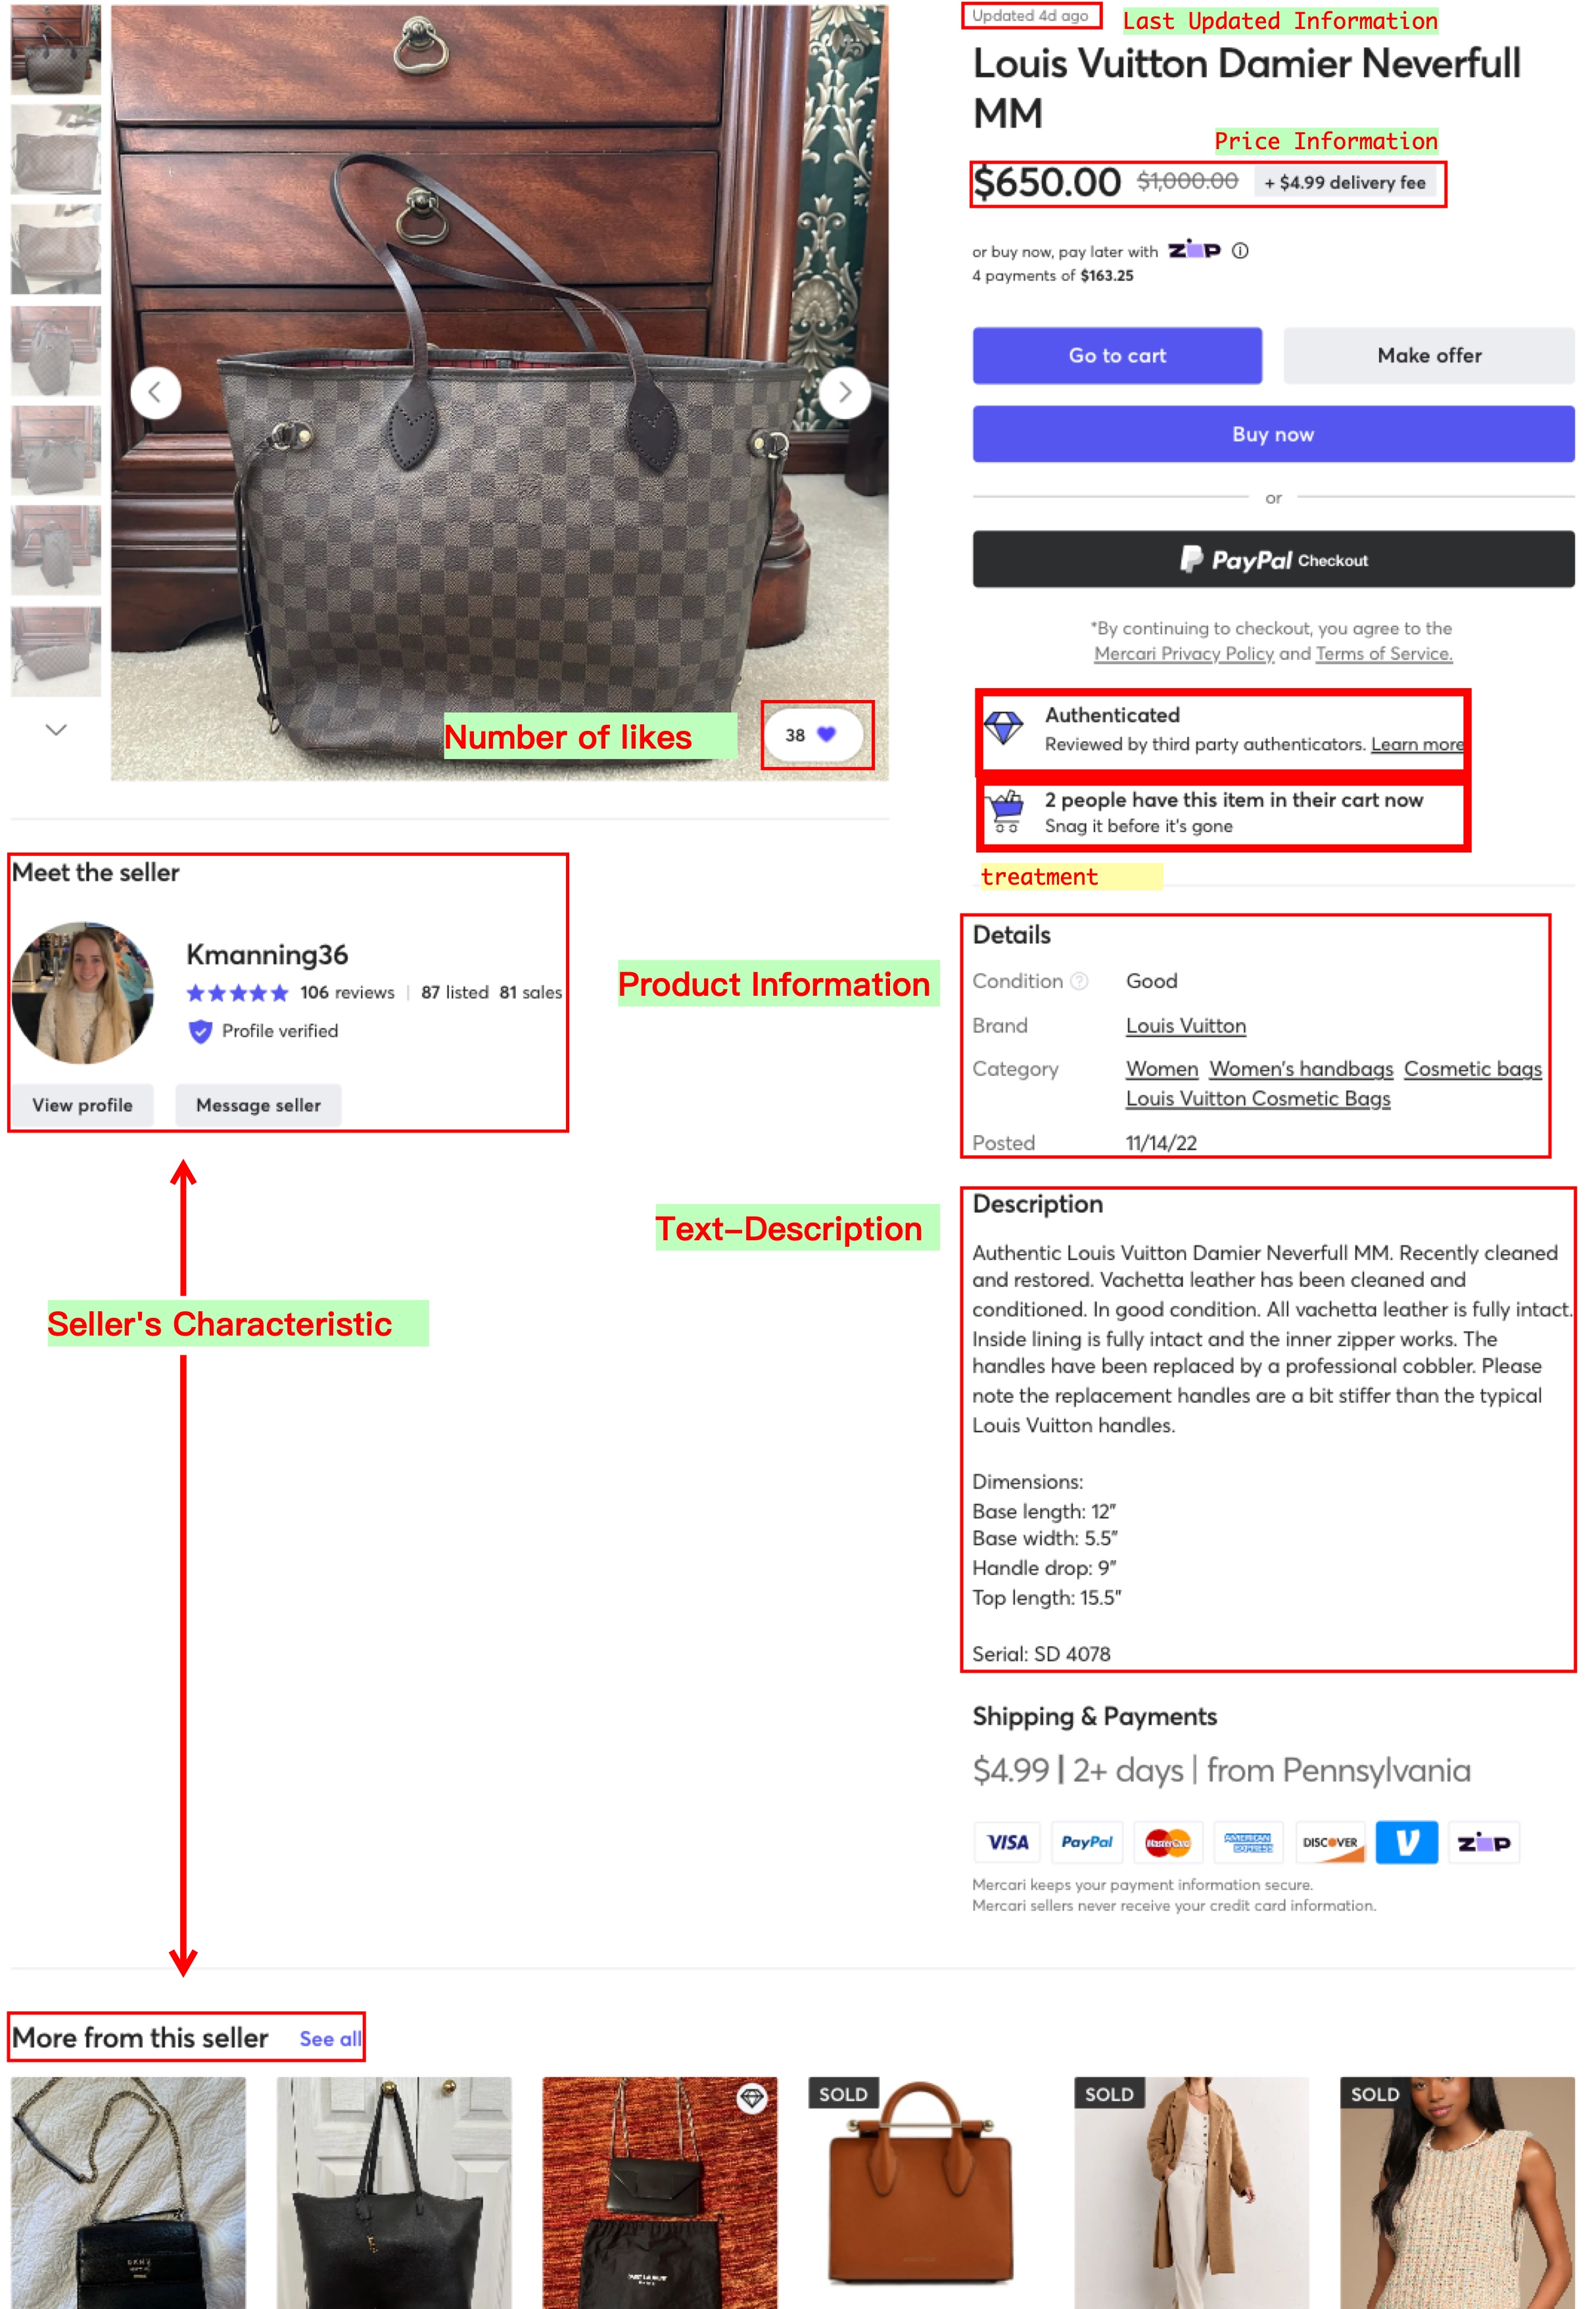 Updated 4d ago
Last Updated Information
Louis Vuitton Damier Neverfull
MM
Price Information
$650.00 $1,000.00 + $4.99 delivery fee
or buy now, pay later with ZIP
4 payments of $163.25
Go to cart
Make offer
Buy now
or
PayPal Checkout
*By continuing to checkout, you agree to the
Mercari Privacy Policy and Terms of Service.
Number of likes
38
Authenticated
Reviewed by third party authenticators. Learn more
2 people have this item in their cart now
Snag it before it's gone
treatment
Meet the seller
Kmanning36
106 reviews | 87 listed 81 sales
Profile verified
View profile
Message seller
Seller's Characteristic
Product Information
Details
Condition ? Good
Brand Louis Vuitton
Category Women Women's handbags Cosmetic bags
Louis Vuitton Cosmetic Bags
Posted 11/14/22
Text-Description
Description
Authentic Louis Vuitton Damier Neverfull MM. Recently cleaned
and restored. Vachetta leather has been cleaned and
conditioned. In good condition. All vachetta leather is fully intact.
Inside lining is fully intact and the inner zipper works. The
handles have been replaced by a professional cobbler. Please
note the replacement handles are a bit stiffer than the typical
Louis Vuitton handles.
Dimensions:
Base length: 12"
Base width: 5.5"
Handle drop: 9"
Top length: 15.5"
Serial: SD 4078
Shipping & Payments
$4.99 | 2+ days | from Pennsylvania
VISA PayPal MasterCard AMERICAN EXPRESS DISCOVER V ZIP
Mercari keeps your payment information secure.
Mercari sellers never receive your credit card information.
More from this seller See all
SOLD
SOLD
SOLD
DKNY